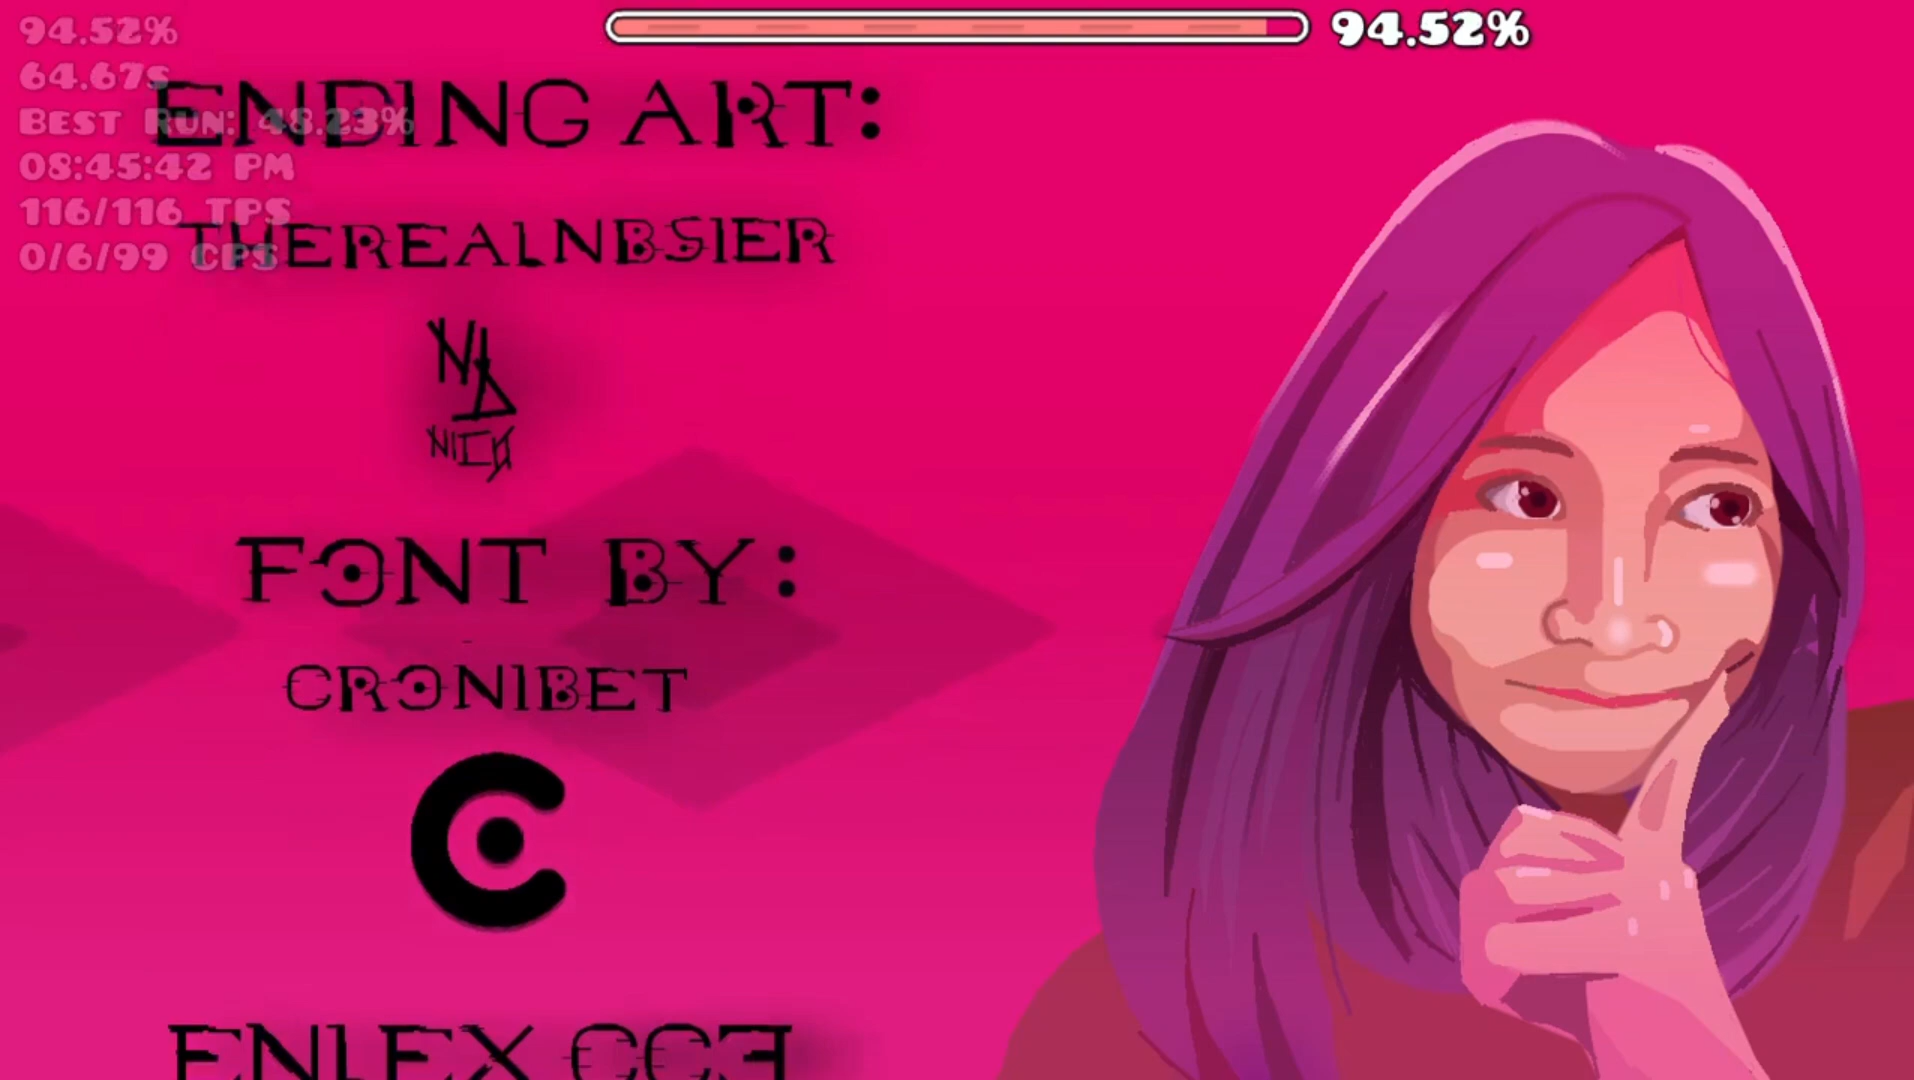 94.52%
94.52%
64.67s
ENDING ART:
BEST RUN: 48.23%
08:45:42 PM
116/116 TPS
THEREALNBSIER
0/6/99 CPS
NICK
FONT BY:
CRONIBET
C